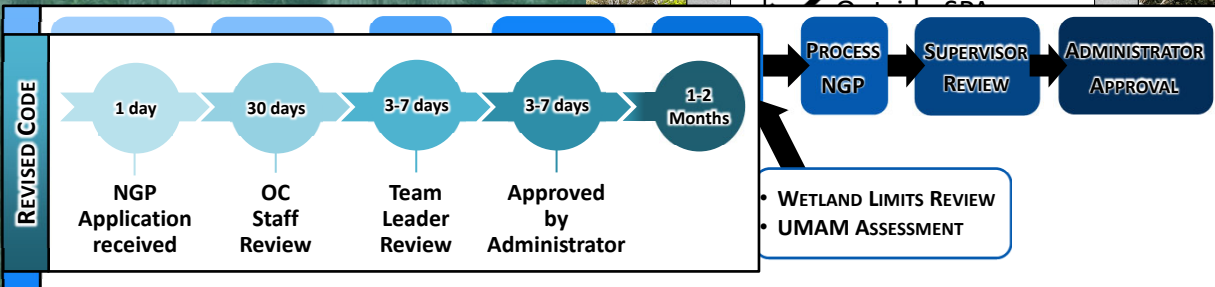 REVISED CODE
1 day
30 days
3-7 days
3-7 days
1-2
Months
NGP
Application
received
OC
Staff
Review
Team
Leader
Review
Approved
by
Administrator
PROCESS
NGP
SUPERVISOR
REVIEW
ADMINISTRATOR
APPROVAL
• WETLAND LIMITS REVIEW
• UMAM ASSESSMENT